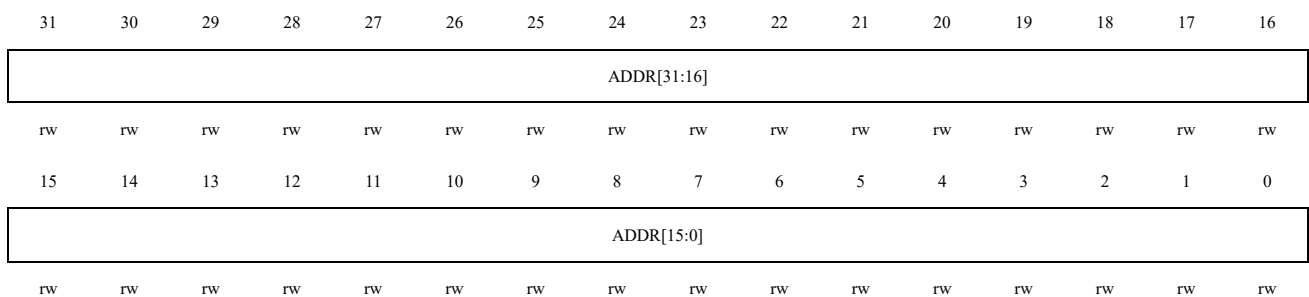 31 30 29 28 27 26 25 24 23 22 21 20 19 18 17 16
ADDR[31:16]
rw rw rw rw rw rw rw rw rw rw rw rw rw rw rw rw
15 14 13 12 11 10 9 8 7 6 5 4 3 2 1 0
ADDR[15:0]
rw rw rw rw rw rw rw rw rw rw rw rw rw rw rw rw